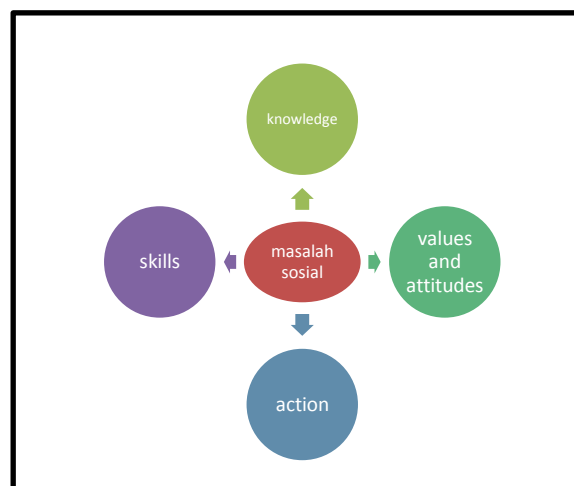 knowledge
skills
masalah
sosial
values
and
attitudes
action